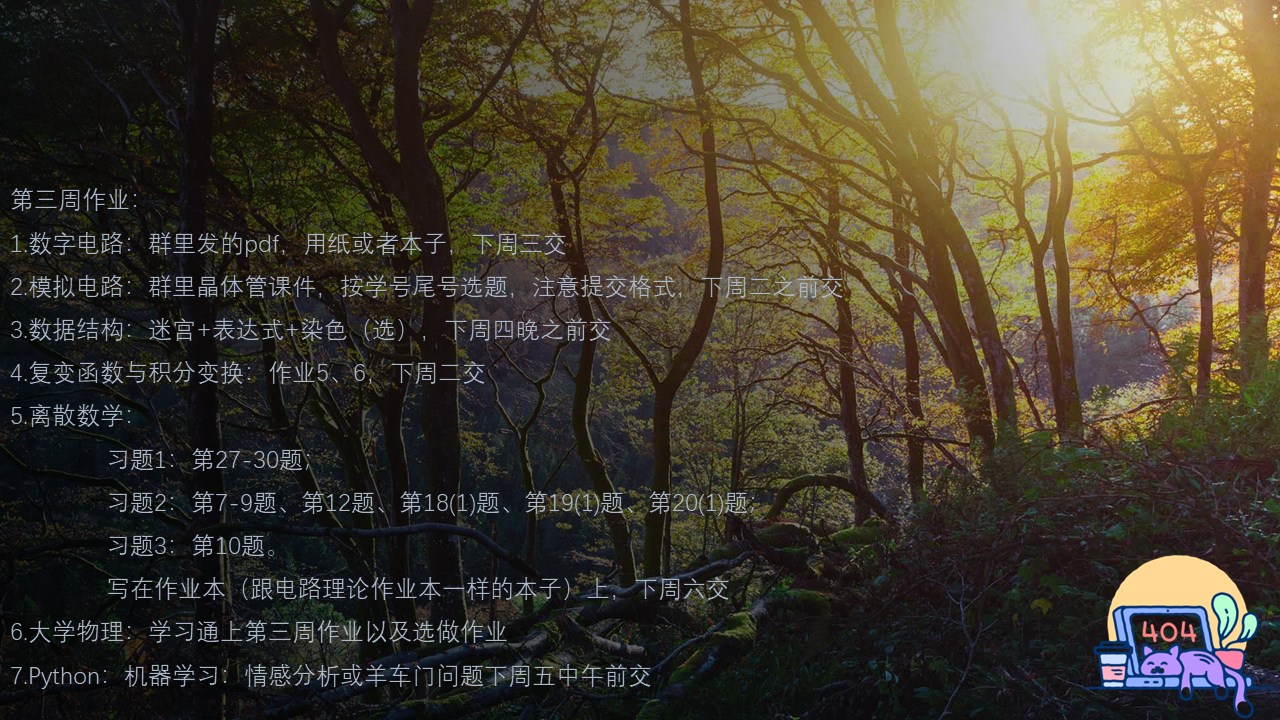 第三周作业：
1.数字电路：群里发的pdf，用纸或者本子，下周三交
2.模拟电路：群里晶体管课件，按学号尾号选题，注意提交格式，下周二之前交
3.数据结构：迷宫+表达式+染色（选），下周四晚之前交
4.复变函数与积分变换：作业5、6，下周二交
5.离散数学：
习题1：第27-30题；
习题2：第7-9题、第12题、第18(1)题、第19(1)题、第20(1)题；
习题3：第10题。
写在作业本（跟电路理论作业本一样的本子）上，下周六交
6.大学物理：学习通上第三周作业以及选做作业
7.Python：机器学习：情感分析或羊车门问题下周五中午前交
404